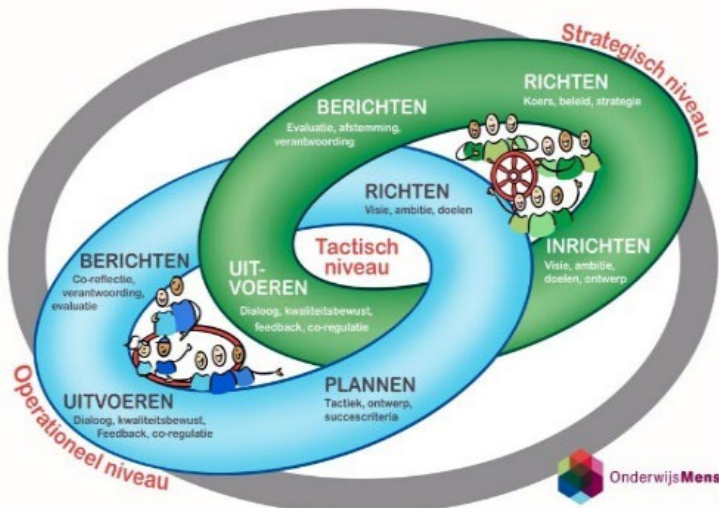 Strategisch niveau
RICHTEN
Koers, beleid, strategie
BERICHTEN
Evaluatie, afstemming,
verantwoording
RICHTEN
Visie, ambitie, doelen
INRICHTEN
Visie, ambitie,
doelen, ontwerp
Tactisch
niveau
UIT-
VOEREN
Dialoog, kwaliteitsbewust,
feedback, co-regulatie
BERICHTEN
Co-reflectie,
verantwoording,
evaluatie
PLANNEN
Tactiek, ontwerp,
succescriteria
UITVOEREN
Dialoog, kwaliteitsbewust,
Feedback, co-regulatie
Operationeel niveau
OnderwijsMens